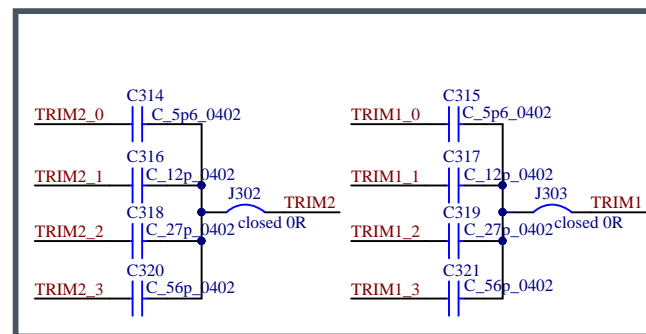 C314
TRIM2_0 C_5p6_0402
C316
TRIM2_1 C_12p_0402
J302
TRIM2
C318
closed 0R
TRIM2_2 C_27p_0402
C320
TRIM2_3 C_56p_0402
C315
TRIM1_0 C_5p6_0402
C317
TRIM1_1 C_12p_0402
J303
TRIM1
C319
closed 0R
TRIM1_2 C_27p_0402
C321
TRIM1_3 C_56p_0402